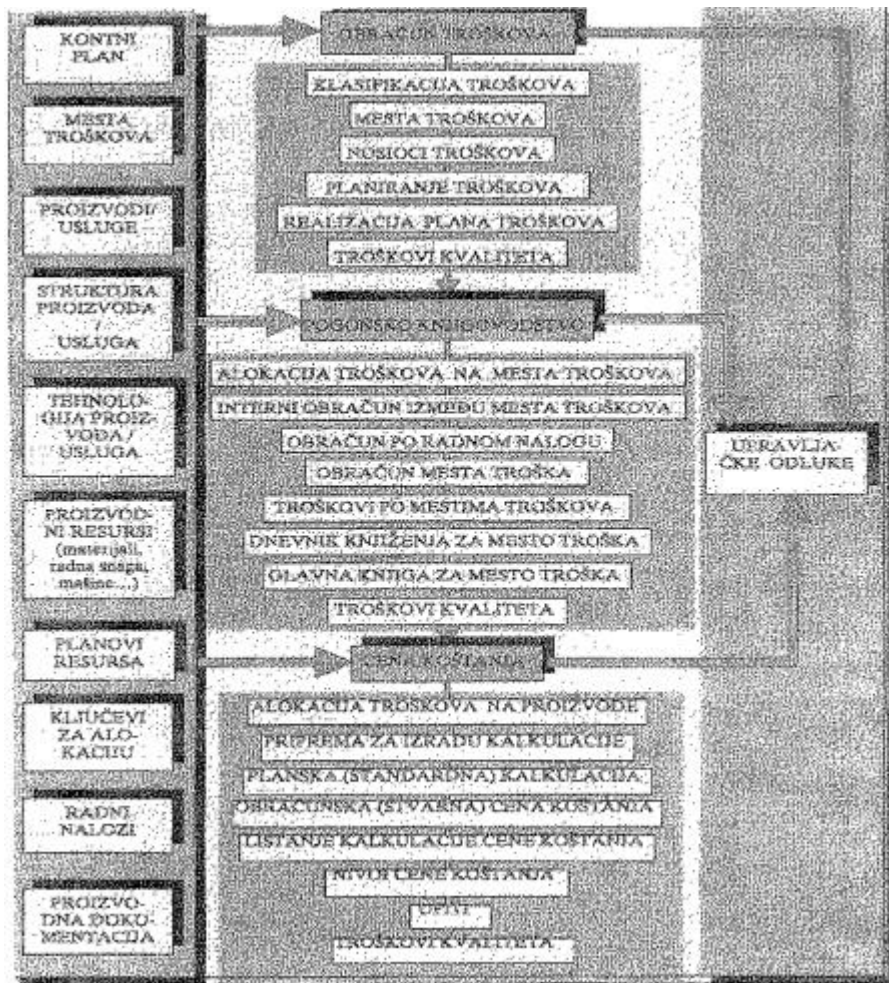 KONTNI
PLAN
MESTA
TROŠKOVA
PROIZVODI/
USLUGE
STRUKTURA
PROIZVODA
/
USLUGA
TEHNOLO-
GIJA PROIZ-
VODA /
USLUGA
PROIZVOD-
NI RESURSI
(materijali,
radna snaga,
mašine...)
PLANOVI
RESURSA
KLJUČEVI
ZA ALO-
KACIJU
RADNI
NALOZI
PROIZVO-
DNA DOKU-
MENTACIJA
OBRAČUN TROŠKOVA
KLASIFIKACIJA TROŠKOVA
MESTA TROŠKOVA
NOSIOCI TROŠKOVA
PLANIRANJE TROŠKOVA
REALIZACIJA PLANA TROŠKOVA
TROŠKOVI KVALITETA
POGONSKO KNJIGOVODSTVO
ALOKACIJA TROŠKOVA NA MESTA TROŠKOVA
INTERNI OBRAČUN IZMEĐU MESTA TROŠKOVA
OBRAČUN PO RADNOM NALOGU
OBRAČUN MESTA TROŠKA
TROŠKOVI PO MESTIMA TROŠKOVA
DNEVNIK KNJIŽENJA ZA MESTO TROŠKA
GLAVNA KNJIGA ZA MESTO TROŠKA
TROŠKOVI KVALITETA
CENA KOŠTANJA
ALOKACIJA TROŠKOVA NA PROIZVODE
PRIPREMA ZA IZRADU KALKULACIJE
PLANSKA (STANDARDNA) KALKULACIJA
OBRAČUNSKA (STVARNA) CENA KOŠTANJA
LISTANJE KALKULACIJE CENE KOŠTANJA
NIVOI CENE KOŠTANJA
UPITI
TROŠKOVI KVALITETA
UPRAVLJA-
ČKE ODLUKE